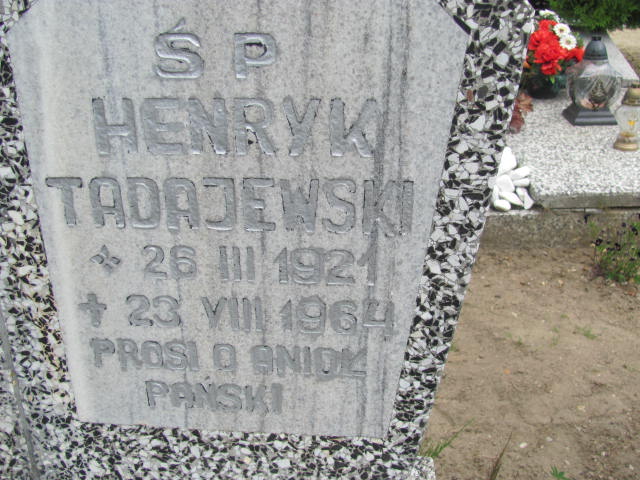 ŚP
HENRYK
TADAJEWSKI
26 III 1921
23 VIII 1964
PROSI O ANIOŁ
PAŃSKI